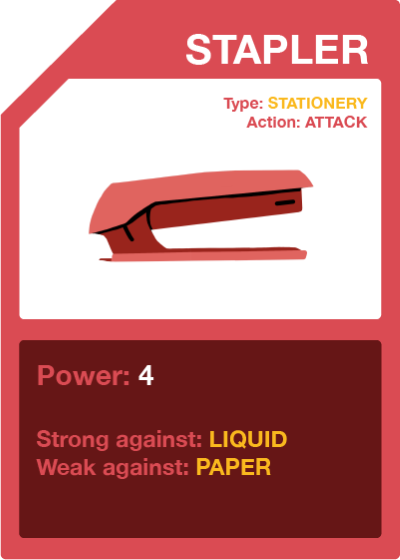 STAPLER
Type: STATIONERY
Action: ATTACK
Power: 4
Strong against: LIQUID
Weak against: PAPER